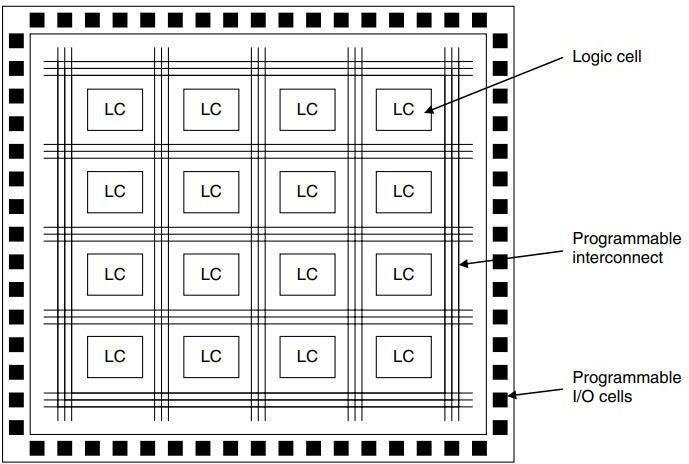 Logic cell
LC LC LC LC
LC LC LC LC
Programmable
interconnect
LC LC LC LC
LC LC LC LC
Programmable
I/O cells